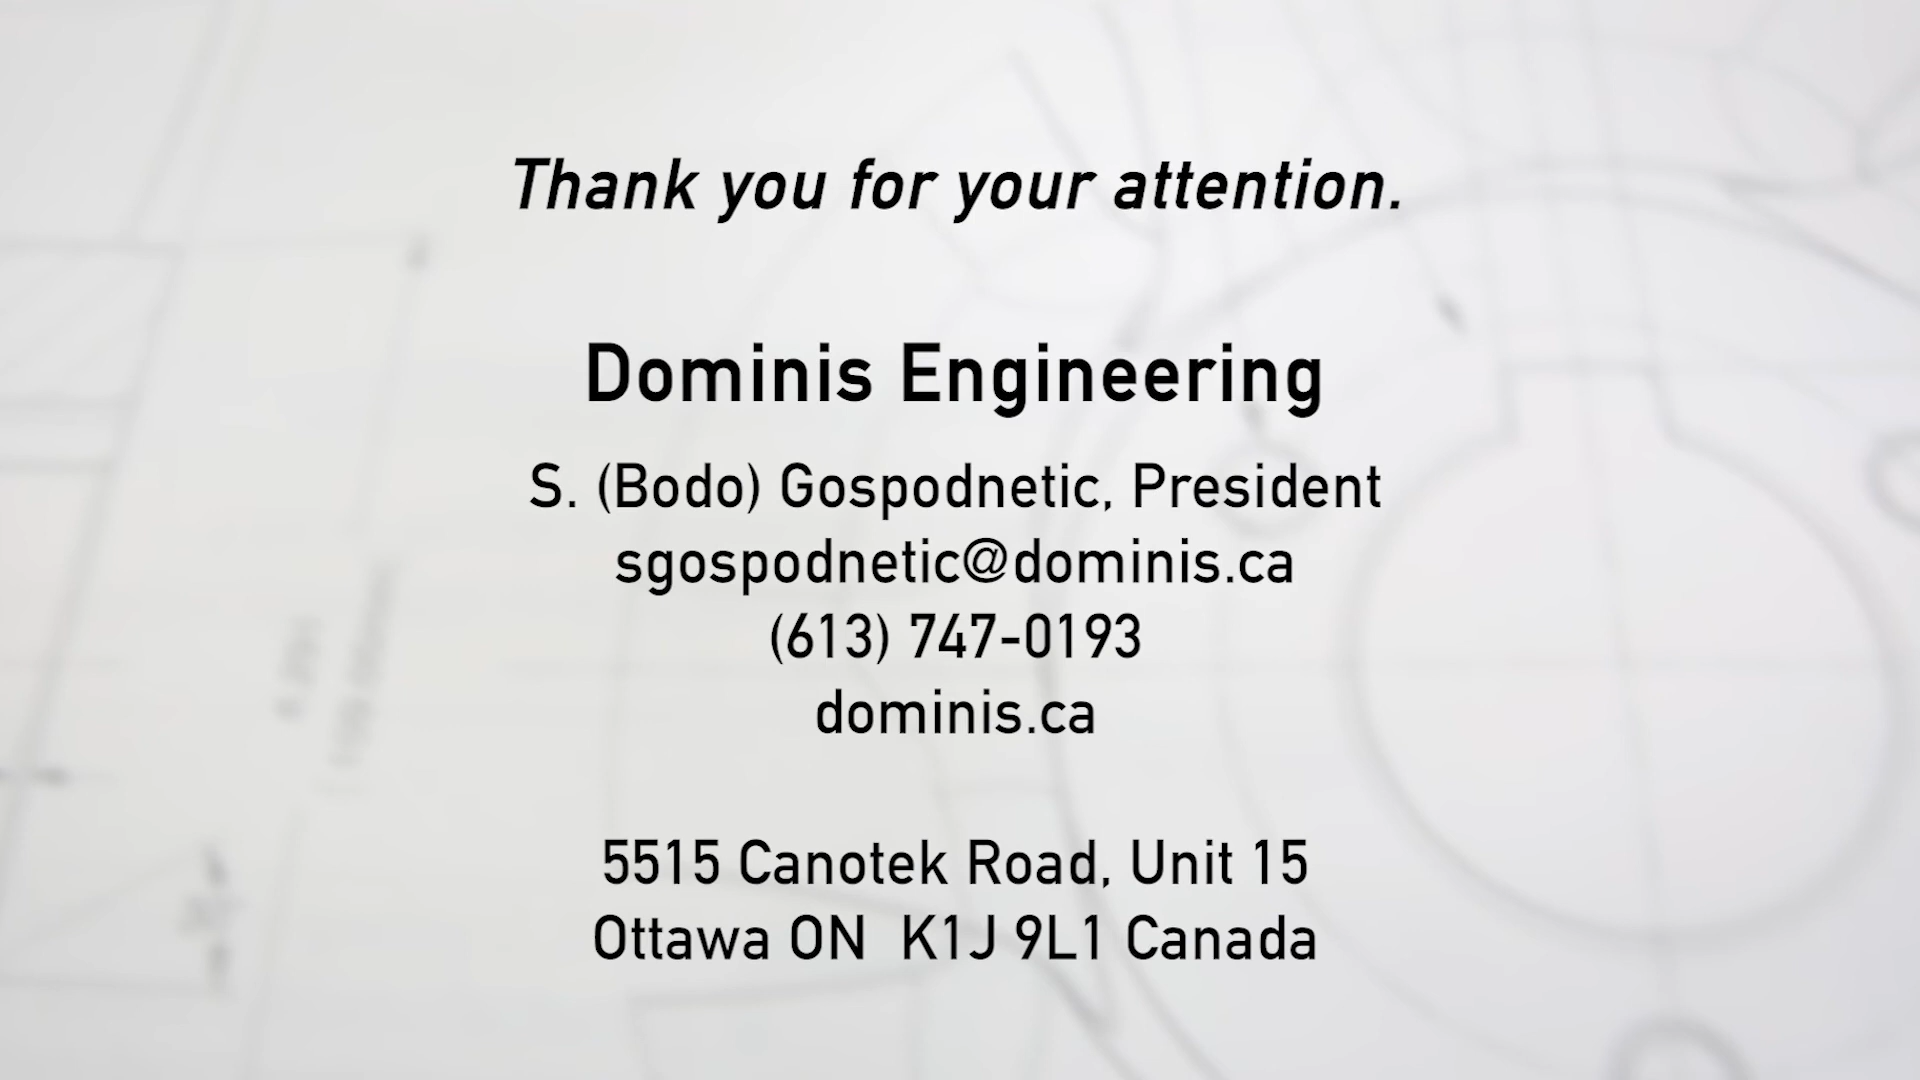 Thank you for your attention.
Dominis Engineering
S. (Bodo) Gospodnetic, President
sgospodnetic@dominis.ca
(613) 747-0193
dominis.ca
5515 Canotek Road, Unit 15
Ottawa ON  K1J 9L1 Canada